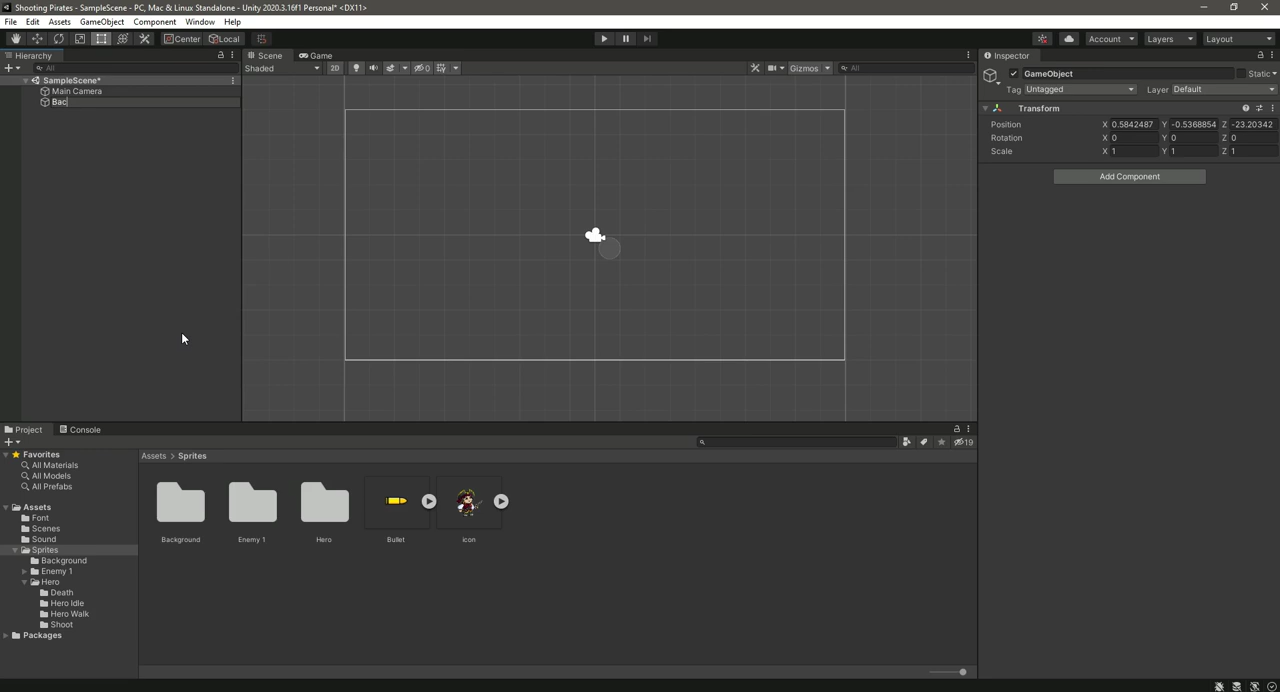 Shooting Pirates - SampleScene - PC, Mac & Linux Standalone - Unity 2020.3.16f1 Personal* <DX11>
File Edit Assets GameObject Component Window Help
Center Local Account Layers Layout
Hierarchy Scene Game Inspector
All Shaded 2D 0 Gizmos All GameObject Static
SampleScene*
Main Camera Tag Untagged Layer Default
Bac
Transform
Position X 0.5842487 Y -0.5368854 Z -23.20342
Rotation X 0 Y 0 Z 0
Scale X 1 Y 1 Z 1
Add Component
Project Console
19
Favorites
All Materials
All Models
All Prefabs
Assets > Sprites
Assets
Font
Scenes
Sound
Sprites
Background
Enemy 1
Hero
Death
Hero Idle
Hero Walk
Shoot
Packages
Background Enemy 1 Hero Bullet icon